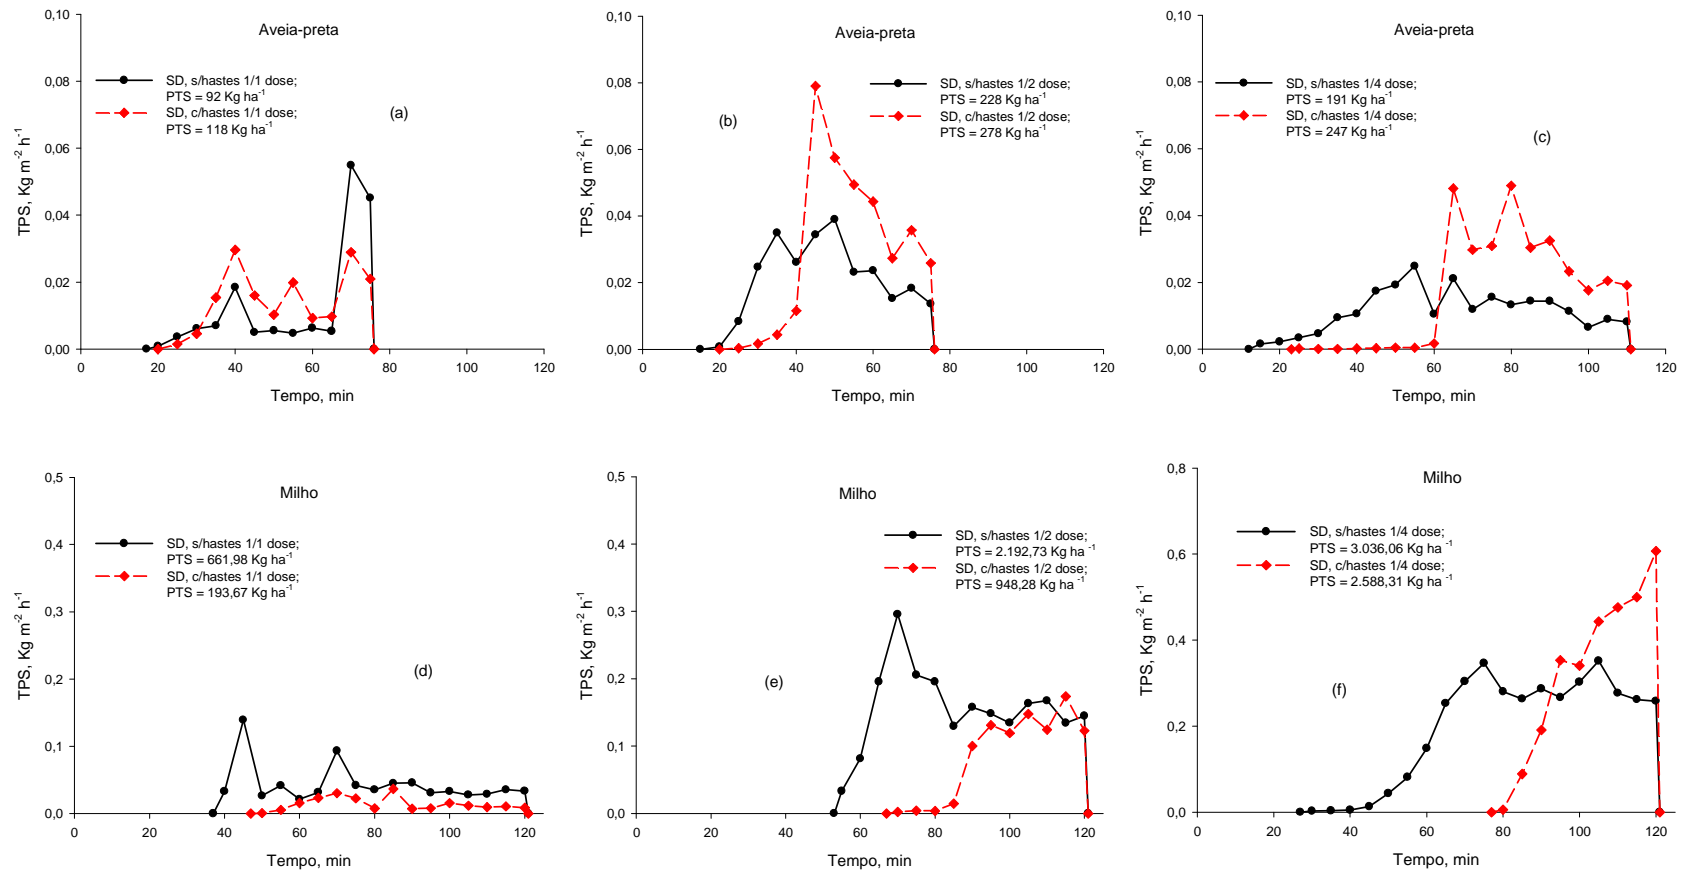 Aveia-preta
0,10
0,08
0,06
0,04
0,02
0,00
TPS, Kg m-2 h-1
SD, s/hastes 1/1 dose;
PTS = 92 Kg ha-1
SD, c/hastes 1/1 dose;
PTS = 118 Kg ha-1
(a)
0 20 40 60 80 100 120
Tempo, min
Aveia-preta
0,10
0,08
0,06
0,04
0,02
0,00
TPS, Kg m-2 h-1
SD, s/hastes 1/2 dose;
PTS = 228 Kg ha-1
SD, c/hastes 1/2 dose;
PTS = 278 Kg ha-1
(b)
0 20 40 60 80 100 120
Tempo, min
Aveia-preta
0,10
0,08
0,06
0,04
0,02
0,00
TPS, Kg m-2 h-1
SD, s/hastes 1/4 dose;
PTS = 191 Kg ha-1
SD, c/hastes 1/4 dose;
PTS = 247 Kg ha-1
(c)
0 20 40 60 80 100 120
Tempo, min
Milho
0,5
0,4
0,3
0,2
0,1
0,0
TPS, Kg m-2 h-1
SD, s/hastes 1/1 dose;
PTS = 661,98 Kg ha-1
SD, c/hastes 1/1 dose;
PTS = 193,67 Kg ha-1
(d)
0 20 40 60 80 100 120
Tempo, min
Milho
0,5
0,4
0,3
0,2
0,1
0,0
TPS, Kg m-2 h-1
SD, s/hastes 1/2 dose;
PTS = 2.192,73 Kg ha -1
SD, c/hastes 1/2 dose;
PTS = 948,28 Kg ha -1
(e)
0 20 40 60 80 100 120
Tempo, min
Milho
0,8
0,6
0,4
0,2
0,0
TPS, Kg m-2 h-1
SD, s/hastes 1/4 dose;
PTS = 3.036,06 Kg ha -1
SD, c/hastes 1/4 dose;
PTS = 2.588,31 Kg ha -1
(f)
0 20 40 60 80 100 120
Tempo, min